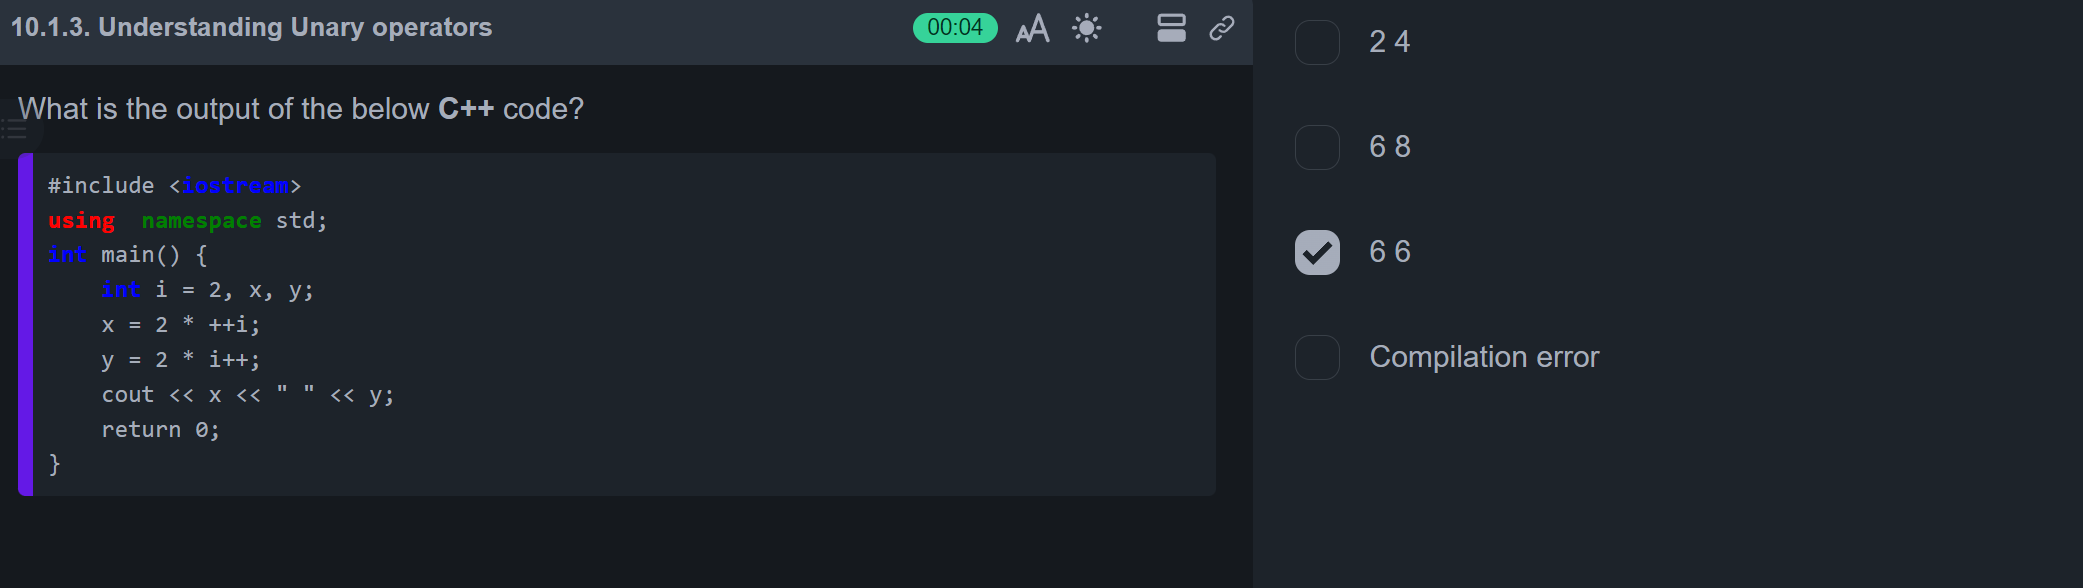 10.1.3. Understanding Unary operators
00:04
AA
What is the output of the below C++ code?
#include <iostream>
using  namespace std;
int main() {
    int i = 2, x, y;
    x = 2 * ++i;
    y = 2 * i++;
    cout << x << " " << y;
    return 0;
}
2 4
6 8
6 6
Compilation error